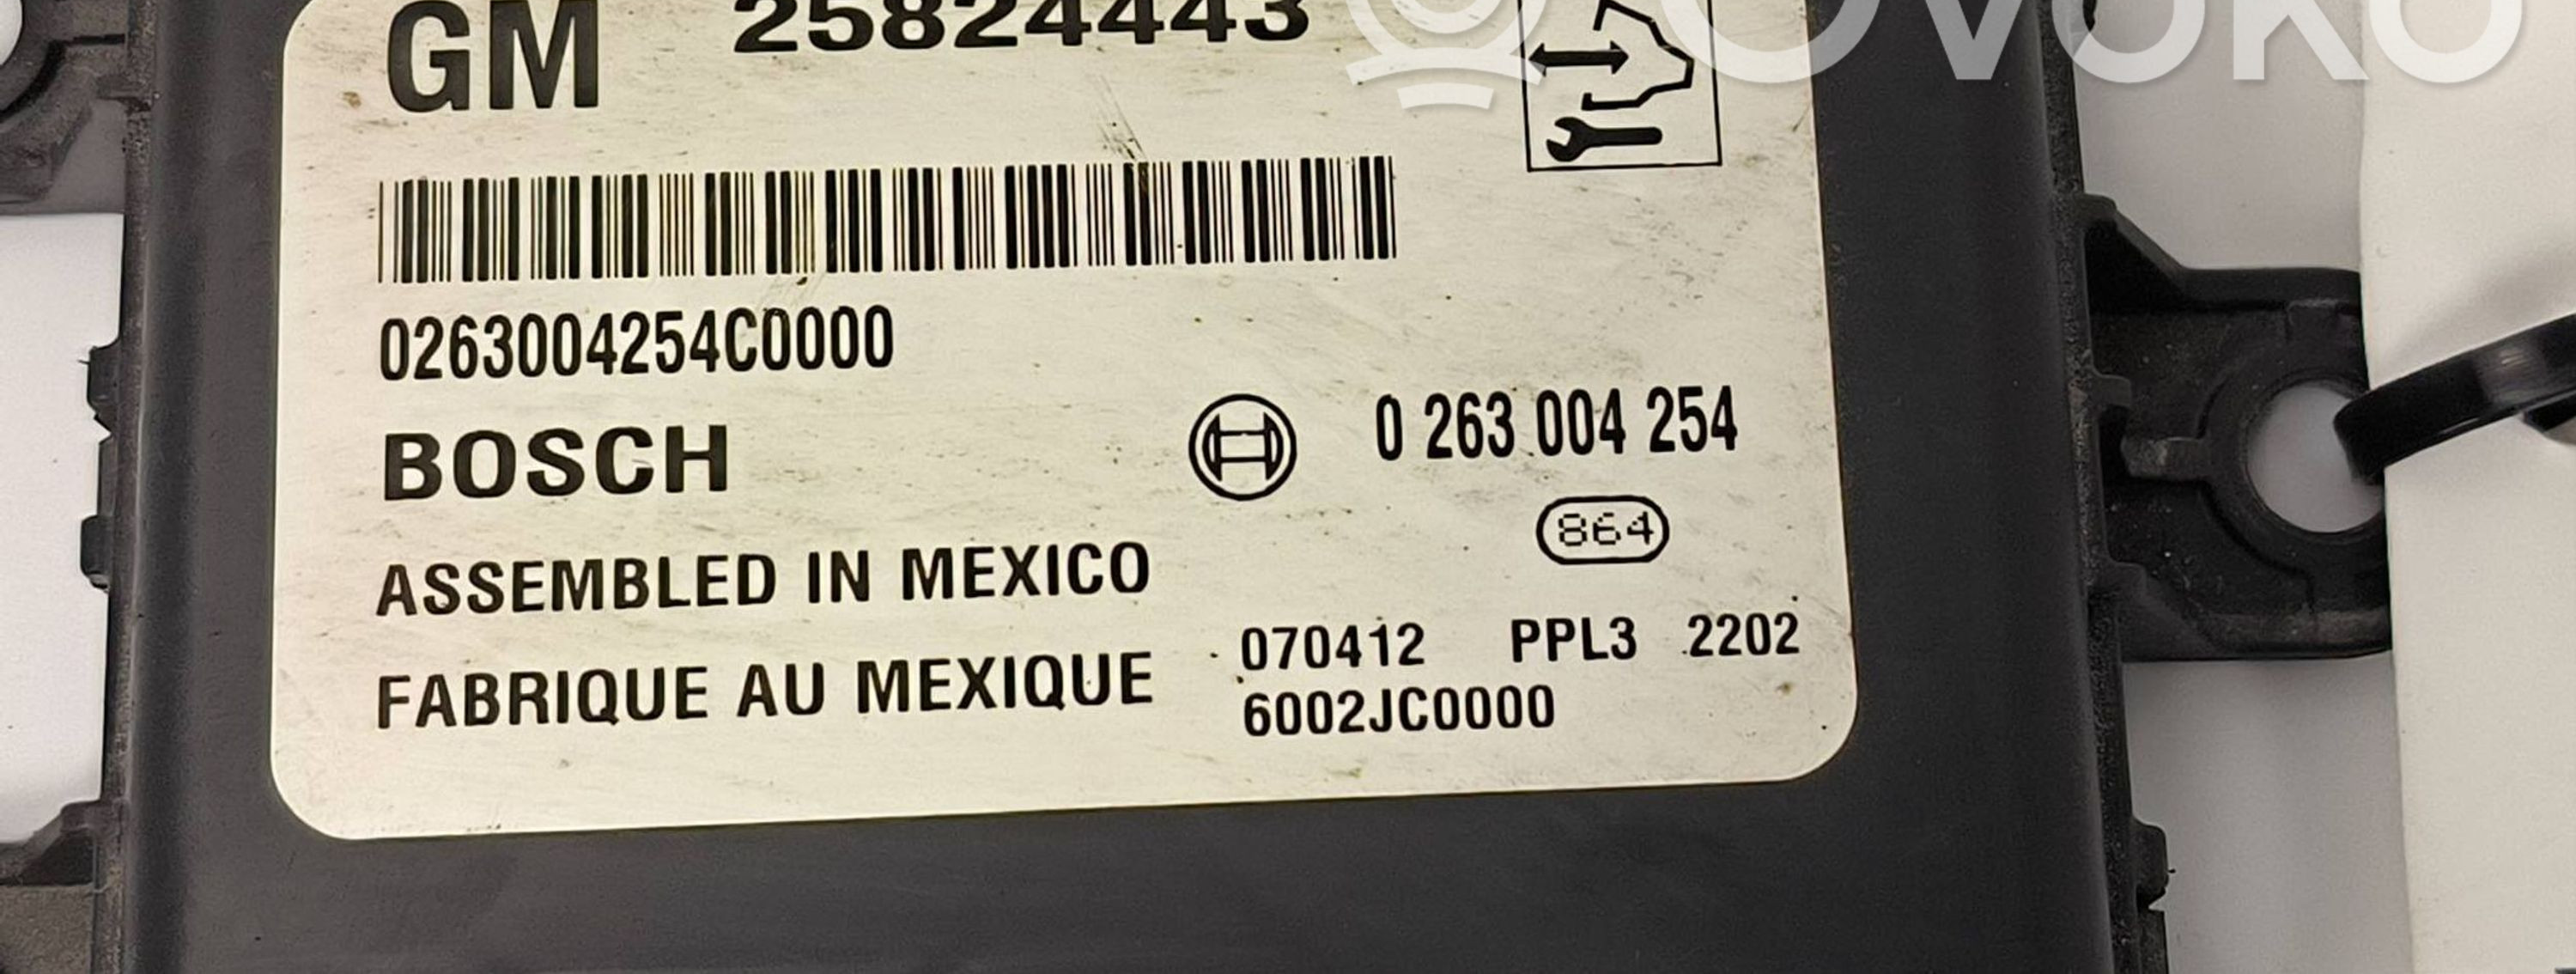 GM 25824443
OVOKO
0263004254C0000
BOSCH 0 263 004 254
864
ASSEMBLED IN MEXICO
070412 PPL3 2202
FABRIQUE AU MEXIQUE
6002JC0000